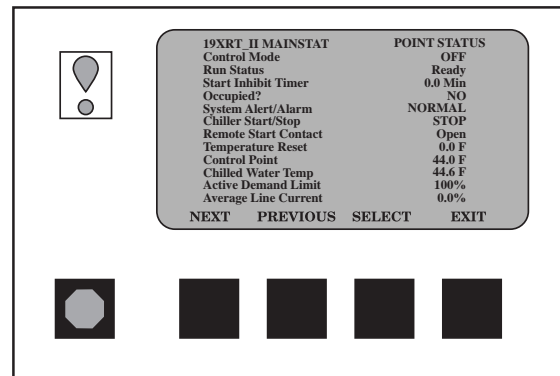 19XRT_II MAINSTAT POINT STATUS
Control Mode OFF
Run Status Ready
Start Inhibit Timer 0.0 Min
Occupied? NO
System Alert/Alarm NORMAL
Chiller Start/Stop STOP
Remote Start Contact Open
Temperature Reset 0.0 F
Control Point 44.0 F
Chilled Water Temp 44.6 F
Active Demand Limit 100%
Average Line Current 0.0%
NEXT PREVIOUS SELECT EXIT